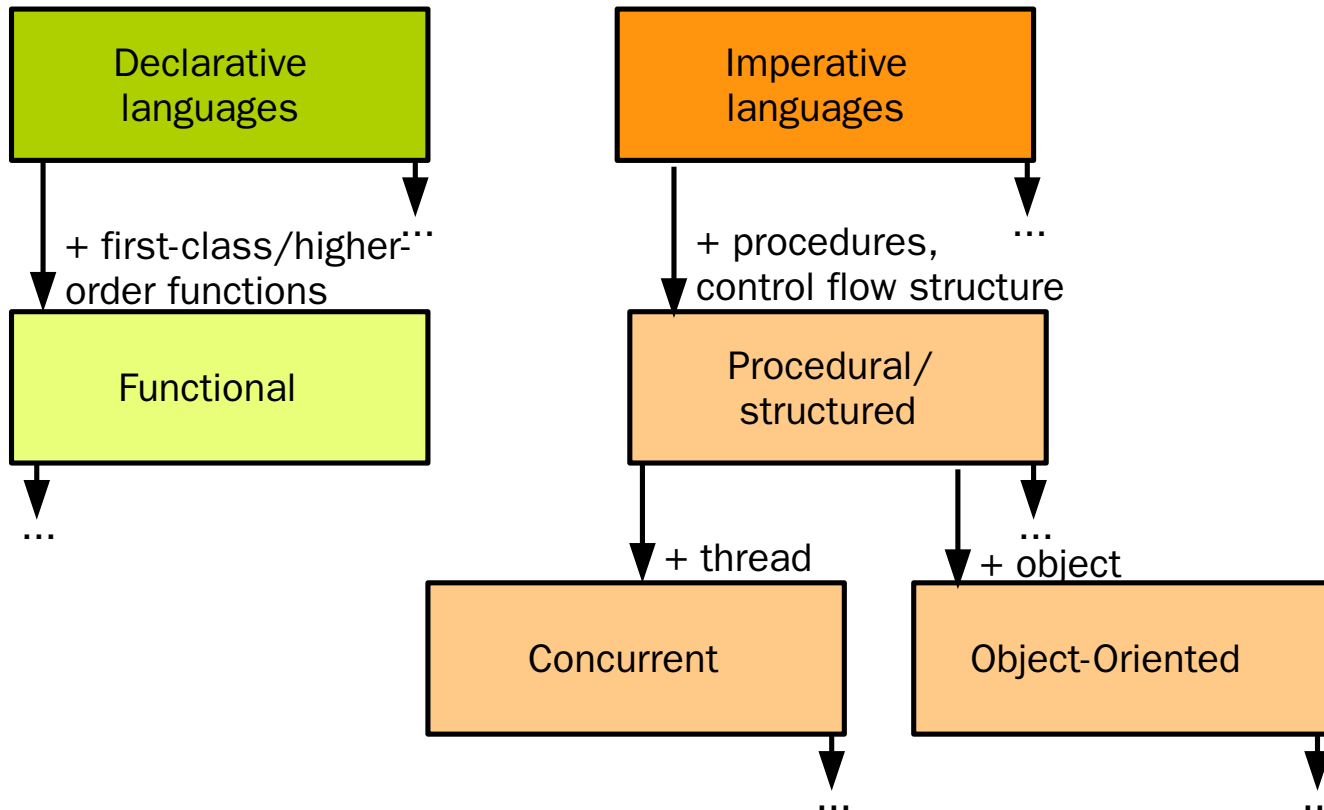 Declarative
languages
Imperative
languages
...
...
+ first-class/higher-
order functions
+ procedures,
control flow structure
Functional
Procedural/
structured
...
...
+ thread
+ object
Concurrent
Object-Oriented
...
...